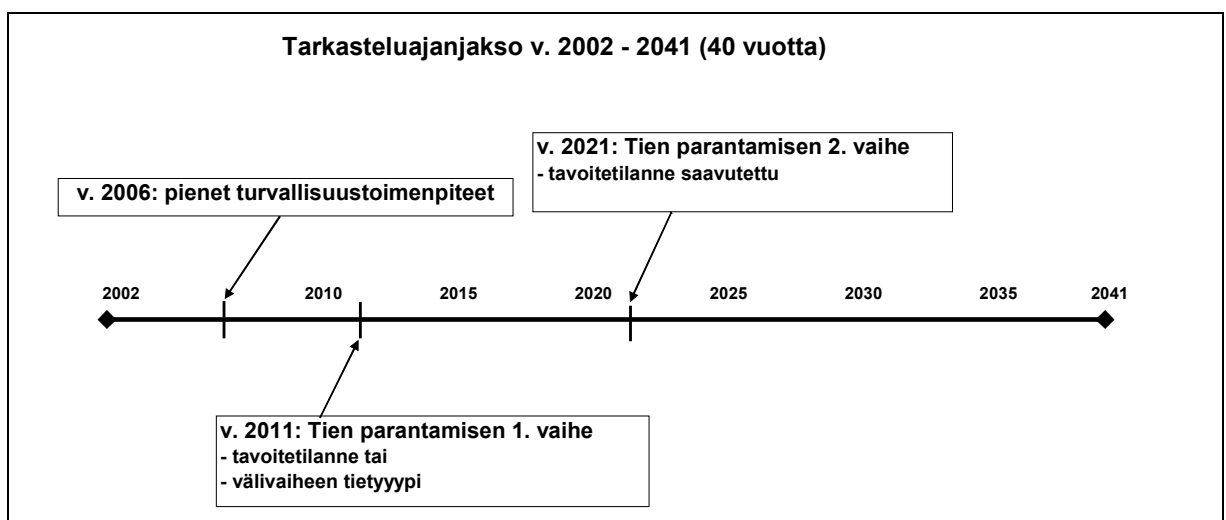 Tarkasteluajanjakso v. 2002 - 2041 (40 vuotta)
v. 2021: Tien parantamisen 2. vaihe
- tavoitetilanne saavutettu
v. 2006: pienet turvallisuustoimenpiteet
2002 2010 2015 2020 2025 2030 2035 2041
v. 2011: Tien parantamisen 1. vaihe
- tavoitetilanne tai
- välivaiheen tietyyypi